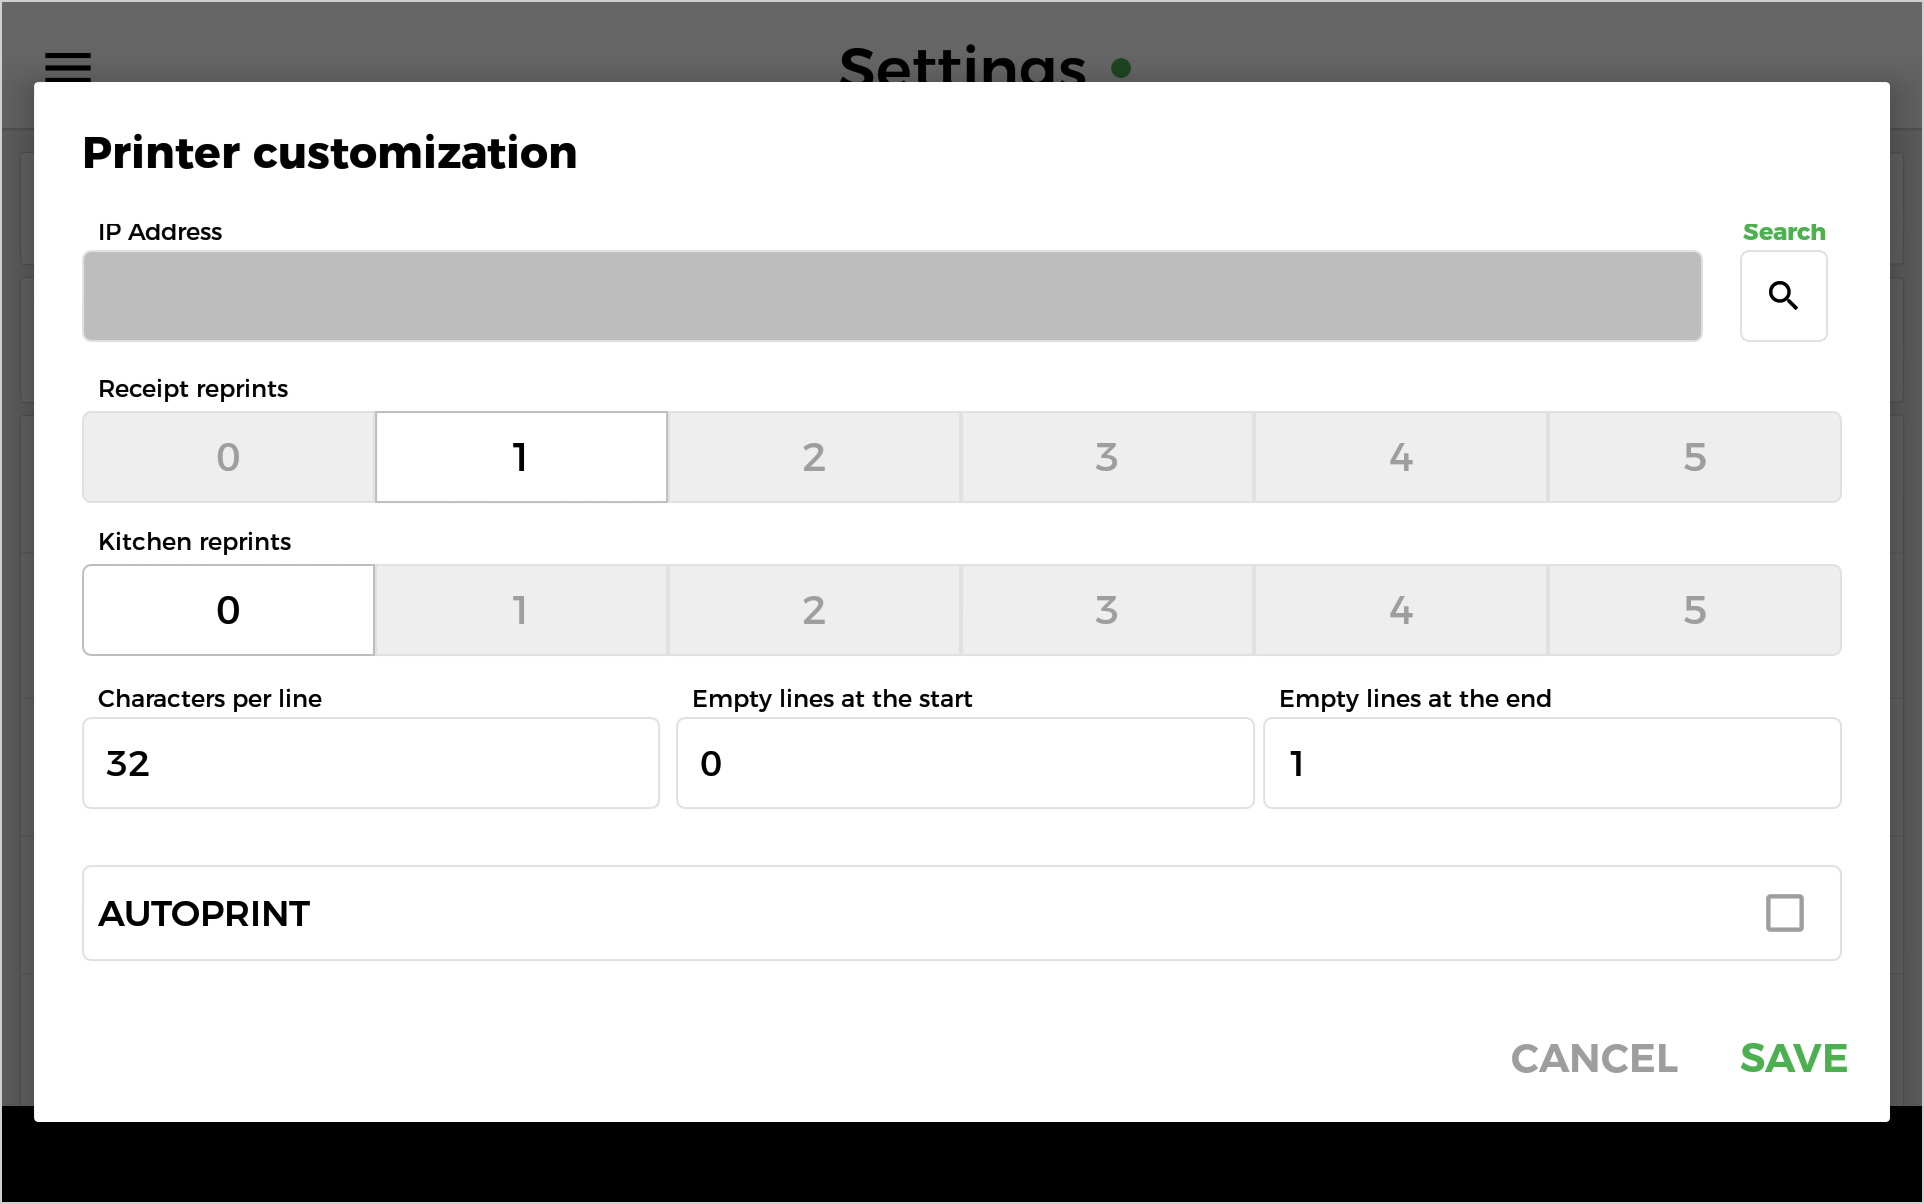 Settings
Printer customization
IP Address
Search
Receipt reprints
0 1 2 3 4 5
Kitchen reprints
0 1 2 3 4 5
Characters per line Empty lines at the start Empty lines at the end
32 0 1
AUTOPRINT
CANCEL SAVE